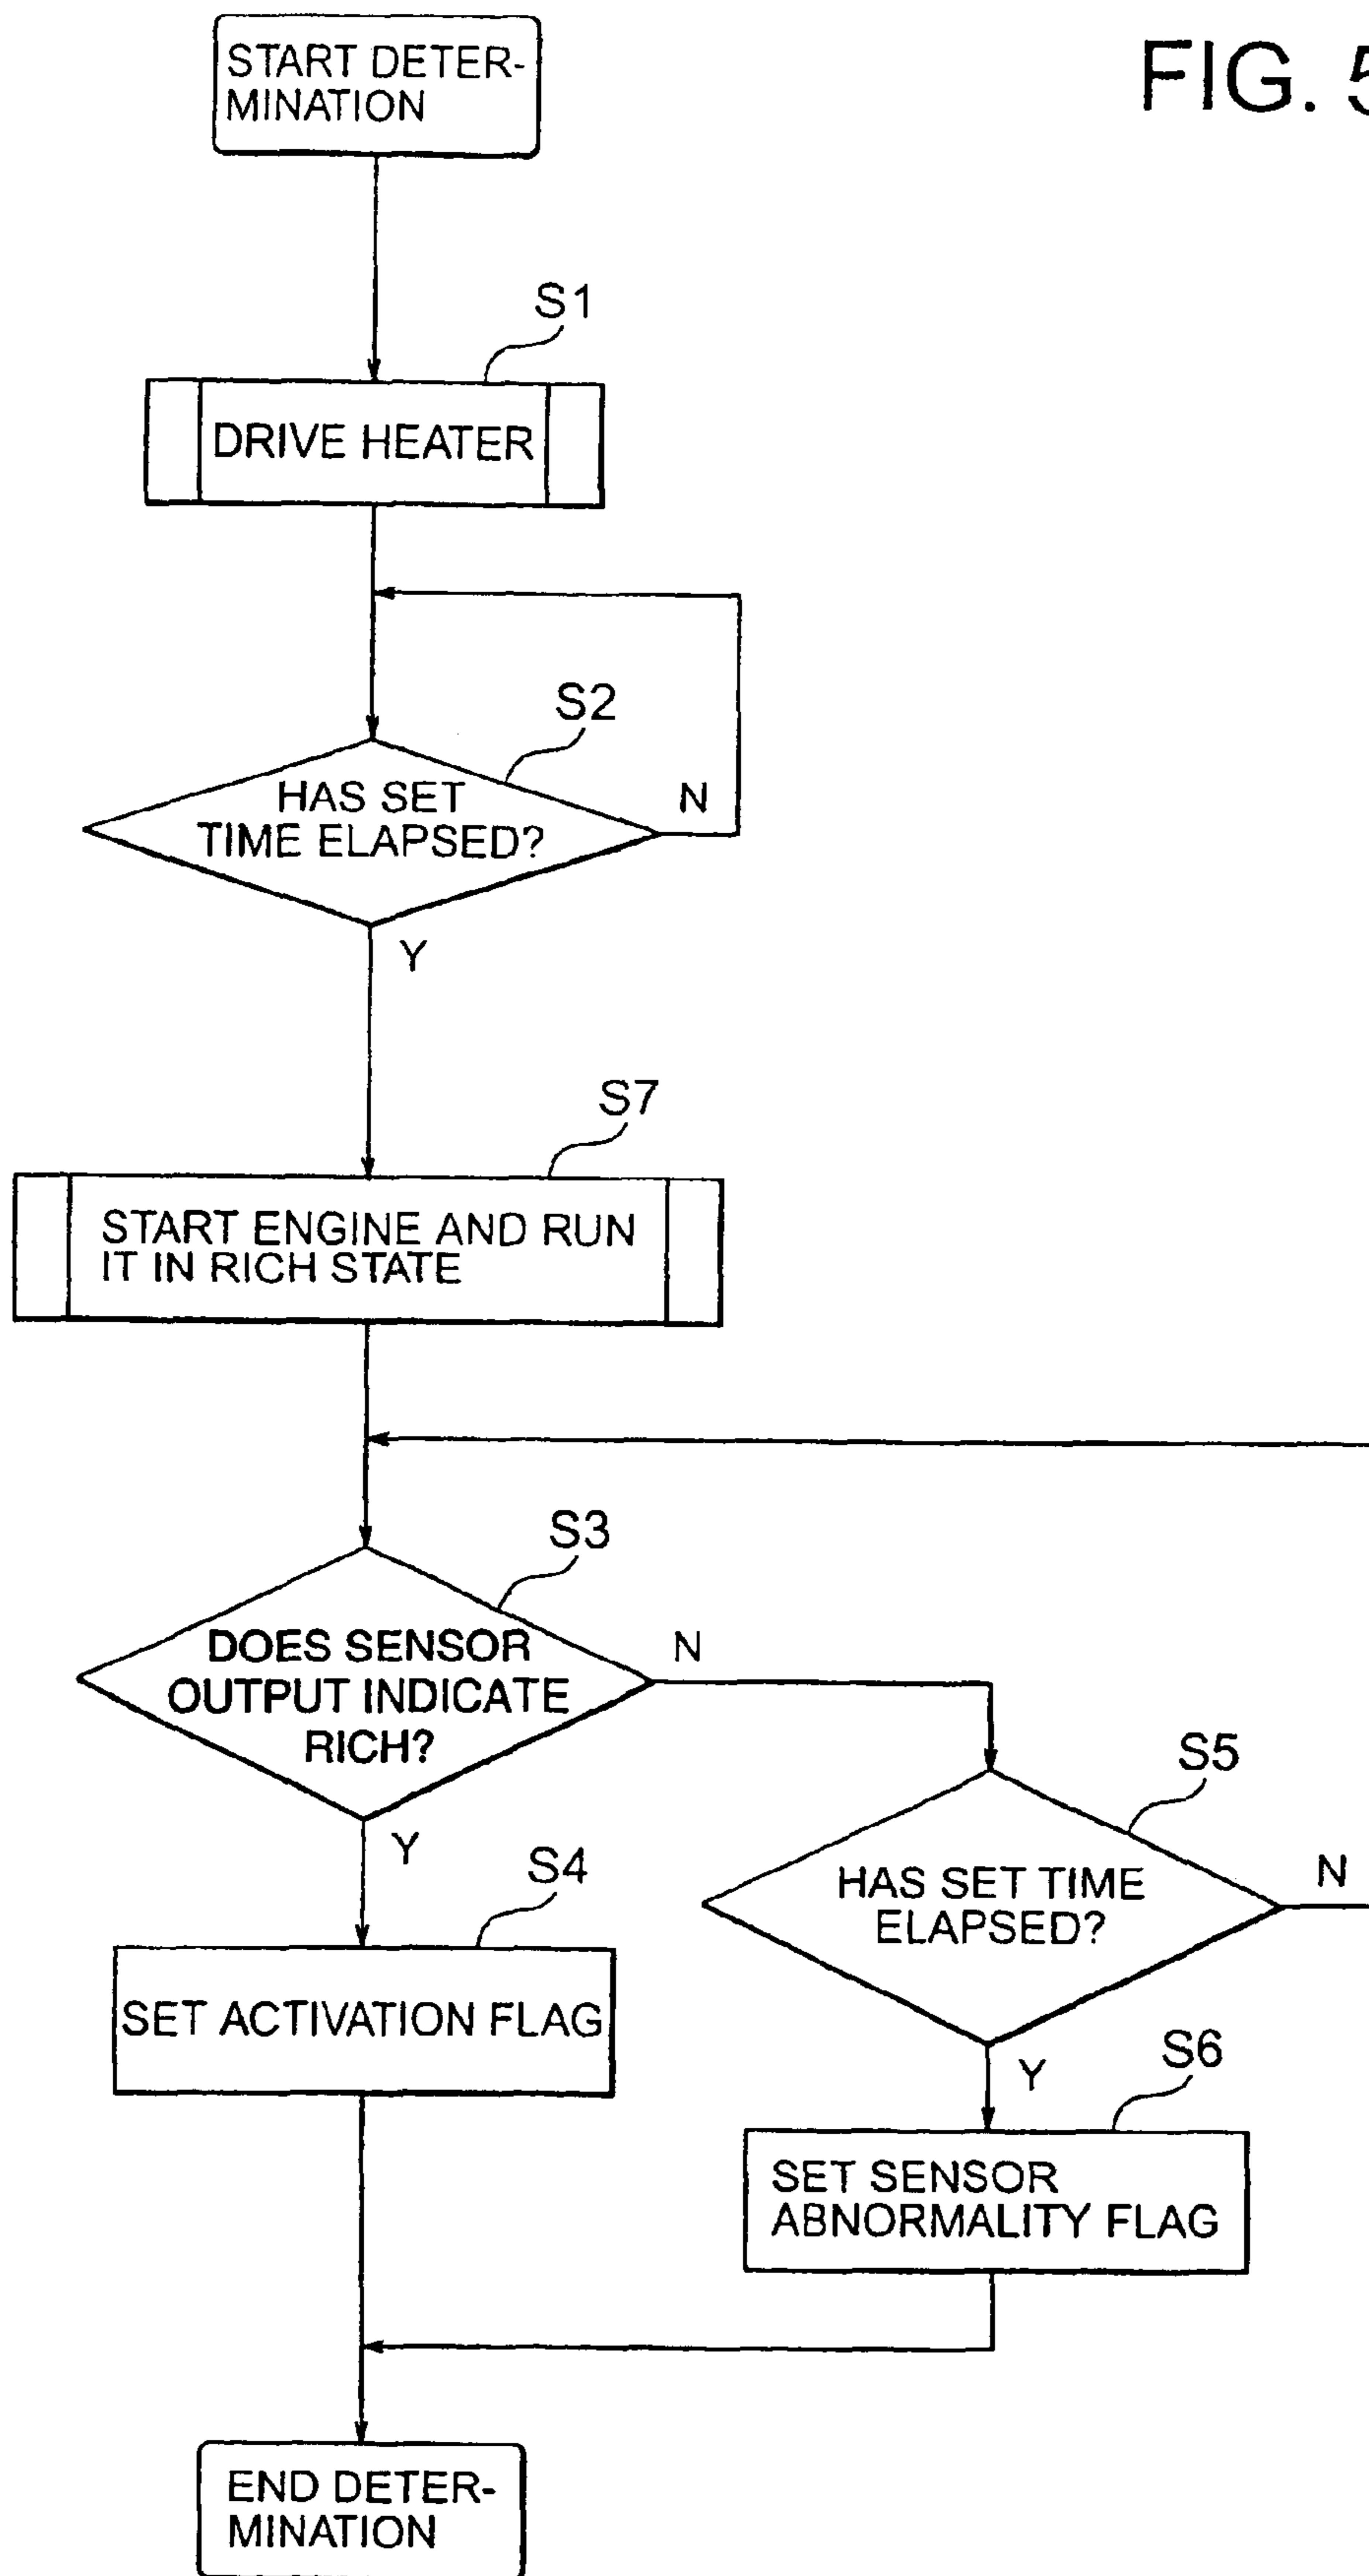 FIG. 5
START DETER-
MINATION
S1
DRIVE HEATER
S2
HAS SET
TIME ELAPSED?
N
Y
S7
START ENGINE AND RUN
IT IN RICH STATE
S3
DOES SENSOR
OUTPUT INDICATE
RICH?
N
Y
S4
SET ACTIVATION FLAG
S5
HAS SET TIME
ELAPSED?
N
Y
S6
SET SENSOR
ABNORMALITY FLAG
END DETER-
MINATION